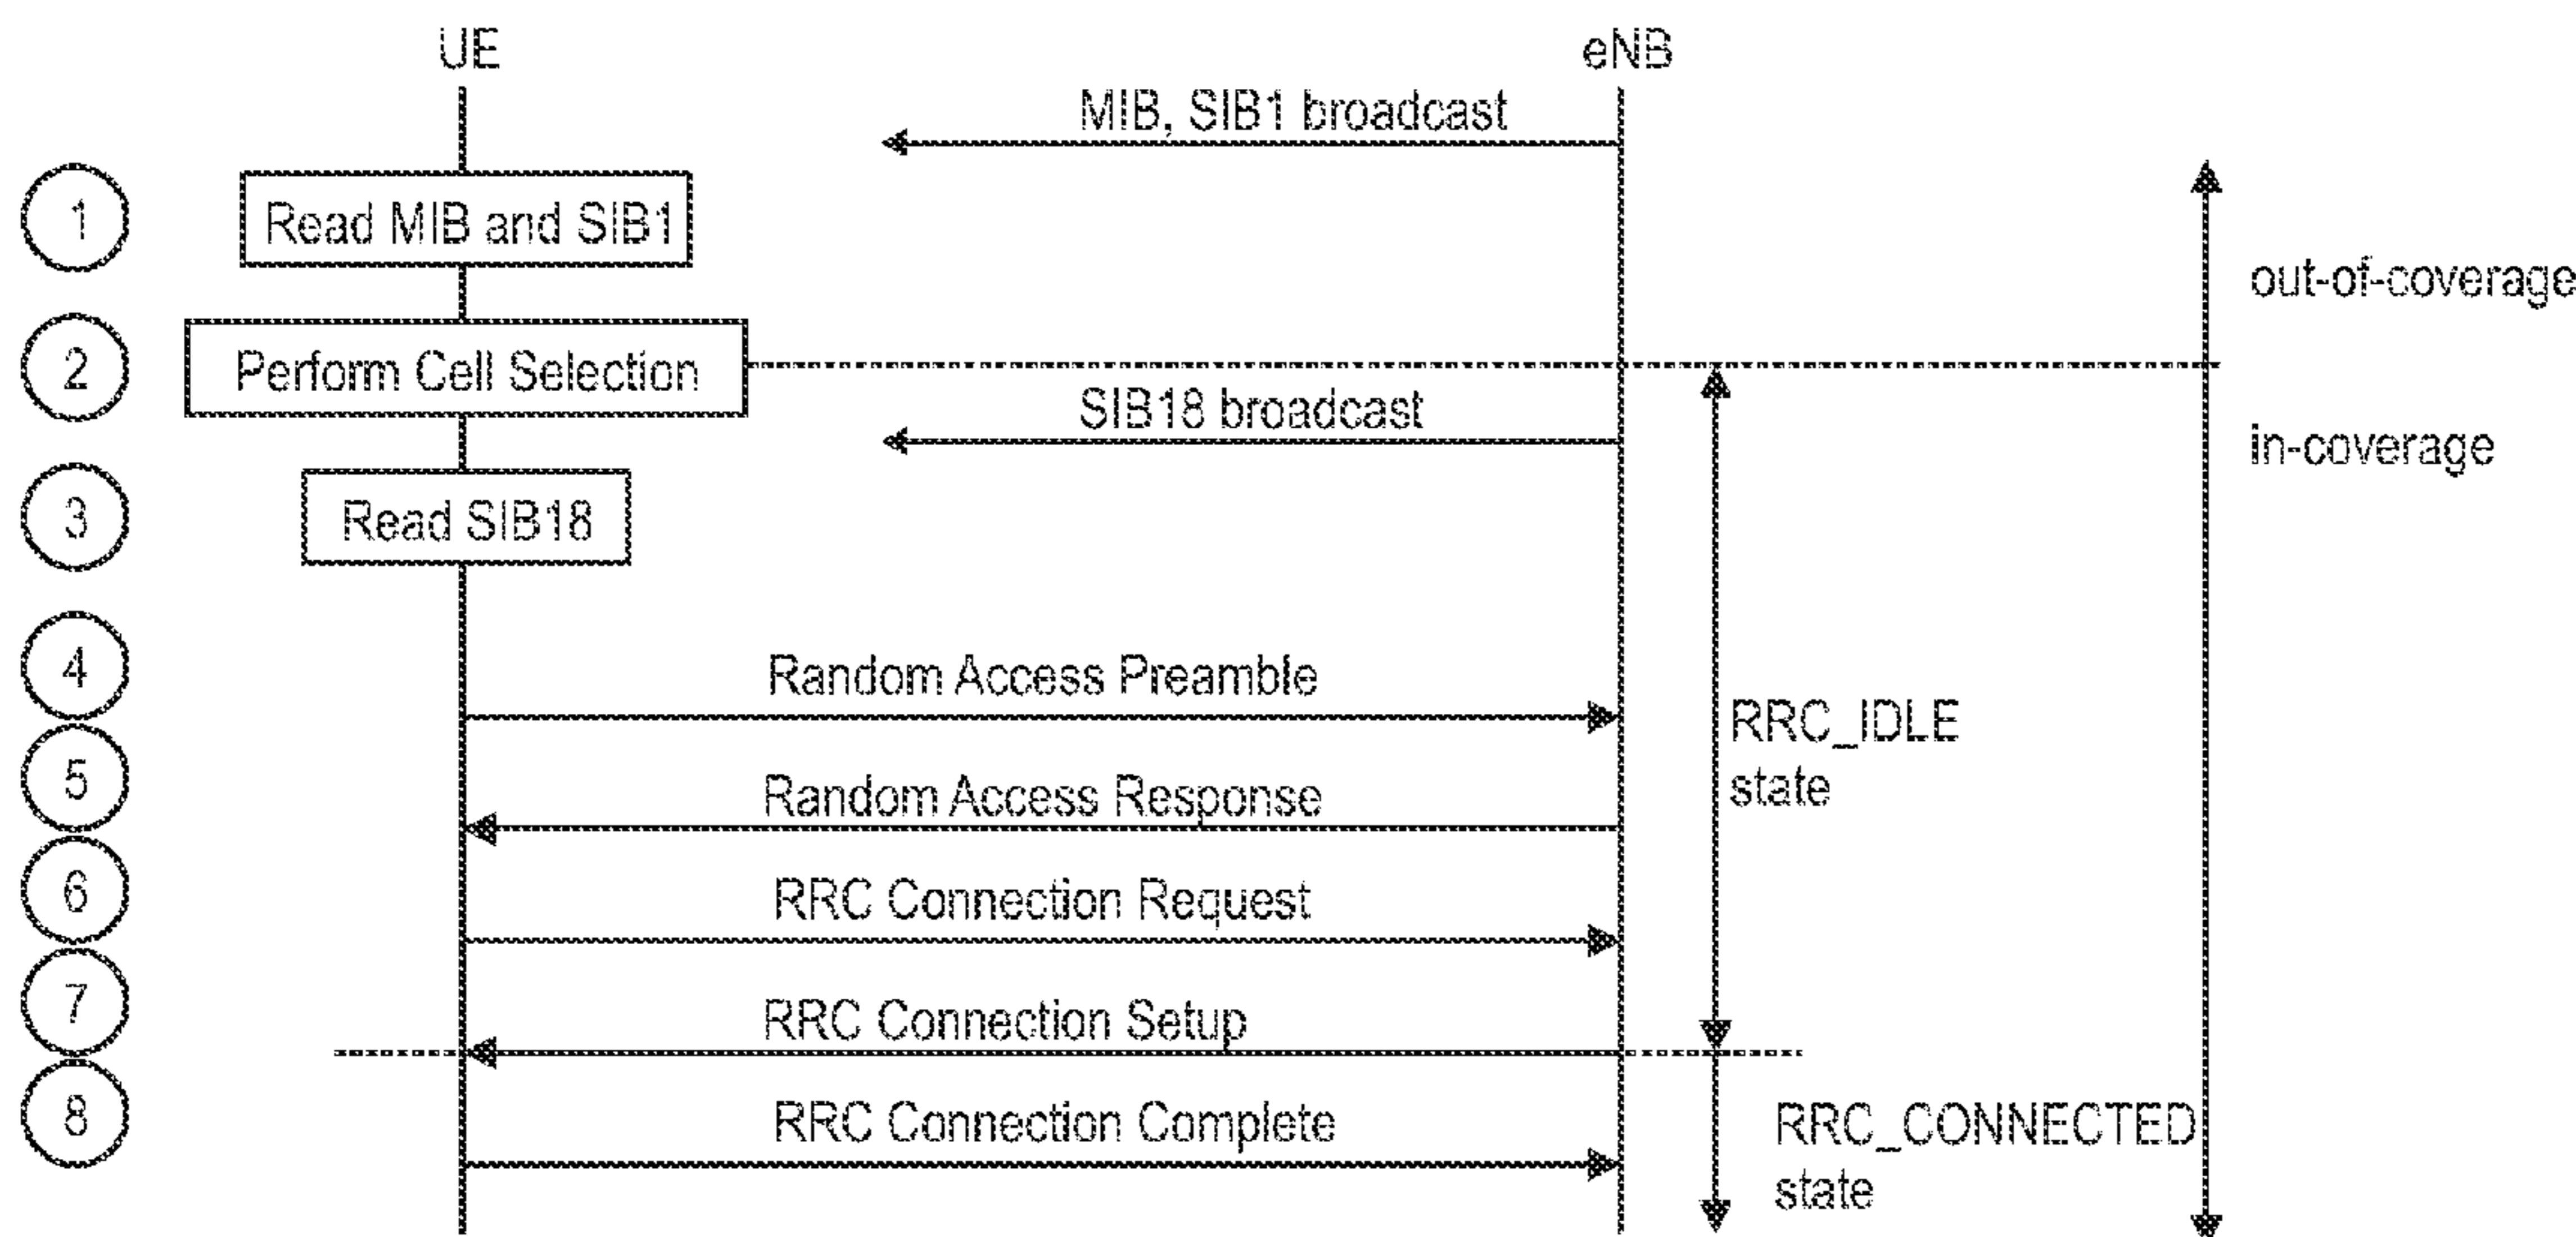 UE
eNB
MIB, SIB1 broadcast
1
Read MIB and SIB1
out-of-coverage
2
Perform Cell Selection
SIB18 broadcast
in-coverage
3
Read SIB18
4
Random Access Preamble
RRC_IDLE
state
5
Random Access Response
6
RRC Connection Request
7
RRC Connection Setup
8
RRC Connection Complete
RRC_CONNECTED
state